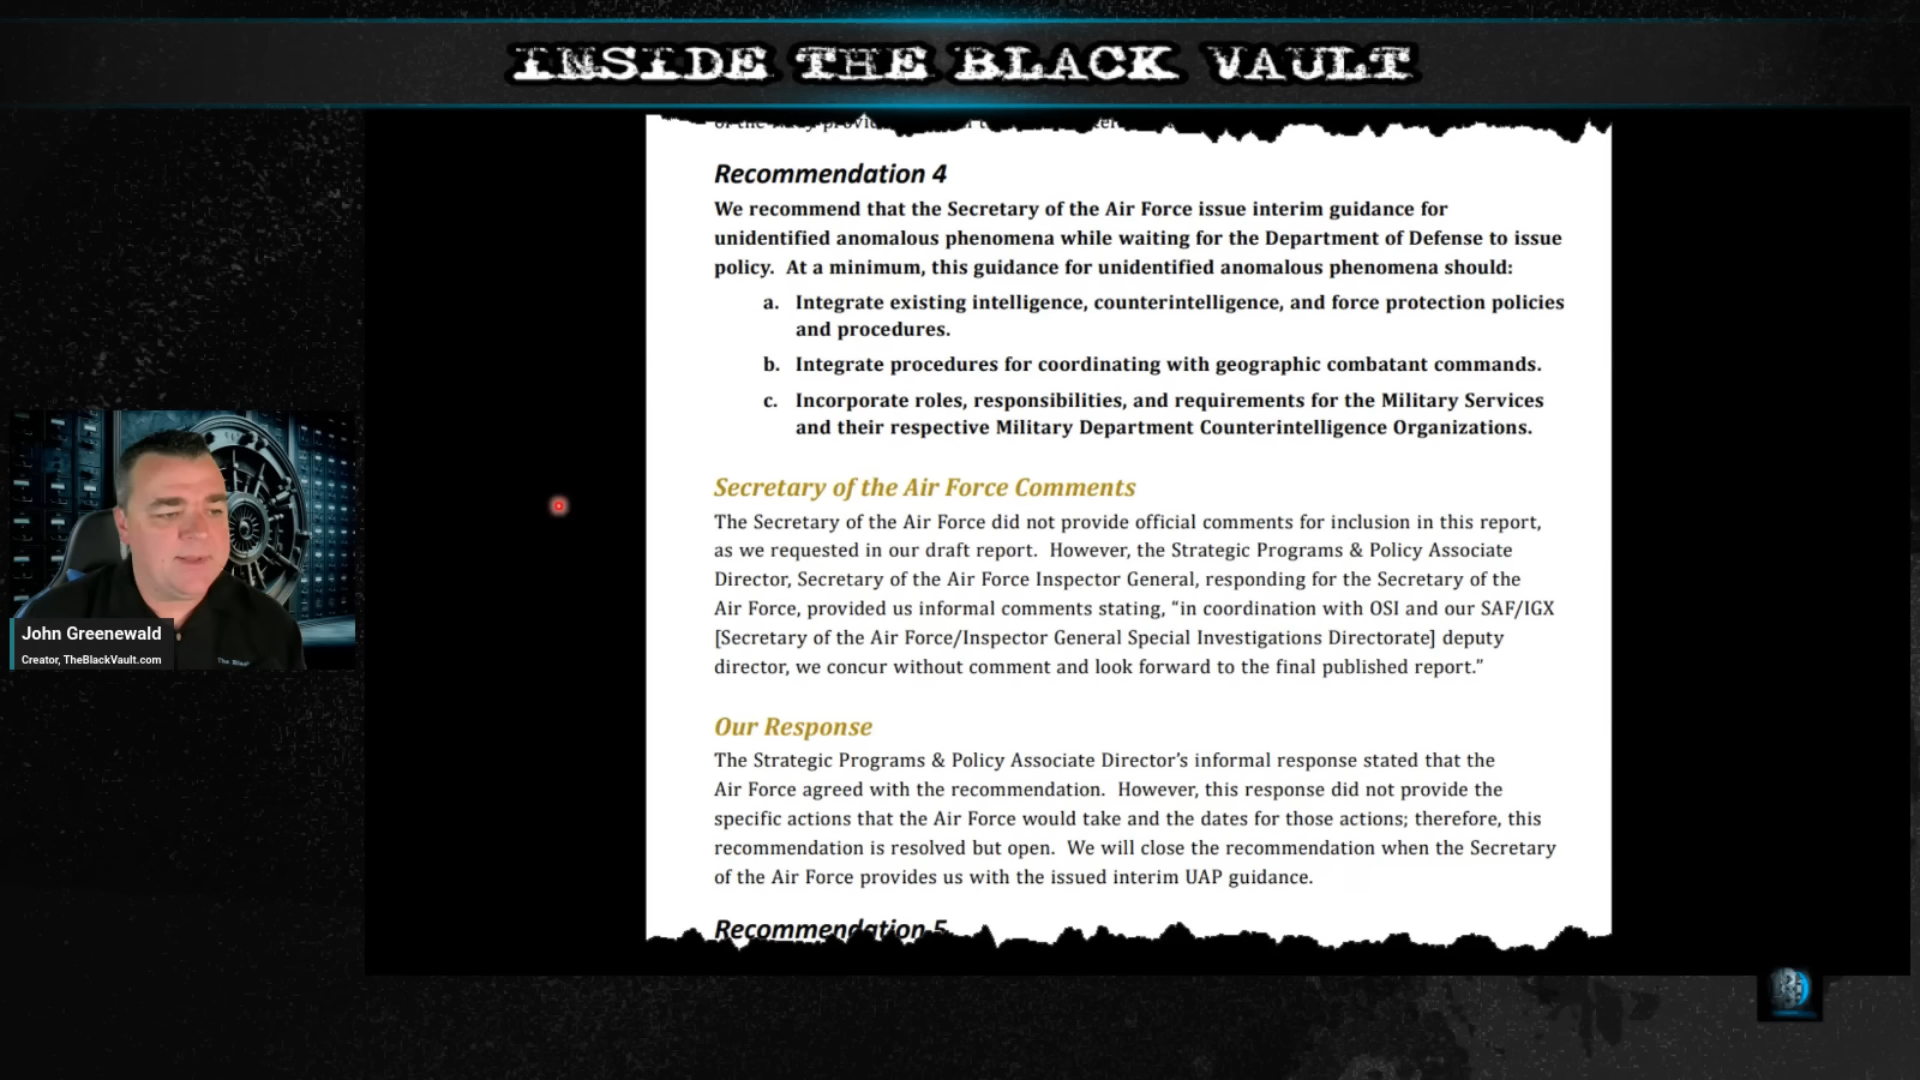 INSIDE THE BLACK VAULT
Recommendation 4
We recommend that the Secretary of the Air Force issue interim guidance for
unidentified anomalous phenomena while waiting for the Department of Defense to issue
policy.  At a minimum, this guidance for unidentified anomalous phenomena should:
a. Integrate existing intelligence, counterintelligence, and force protection policies
and procedures.
b. Integrate procedures for coordinating with geographic combatant commands.
c. Incorporate roles, responsibilities, and requirements for the Military Services
and their respective Military Department Counterintelligence Organizations.
Secretary of the Air Force Comments
The Secretary of the Air Force did not provide official comments for inclusion in this report,
as we requested in our draft report.  However, the Strategic Programs & Policy Associate
Director, Secretary of the Air Force Inspector General, responding for the Secretary of the
Air Force, provided us informal comments stating, “in coordination with OSI and our SAF/IGX
[Secretary of the Air Force/Inspector General Special Investigations Directorate] deputy
director, we concur without comment and look forward to the final published report.”
Our Response
The Strategic Programs & Policy Associate Director’s informal response stated that the
Air Force agreed with the recommendation.  However, this response did not provide the
specific actions that the Air Force would take and the dates for those actions; therefore, this
recommendation is resolved but open.  We will close the recommendation when the Secretary
of the Air Force provides us with the issued interim UAP guidance.
Recommendation 5
John Greenewald
Creator, TheBlackVault.com